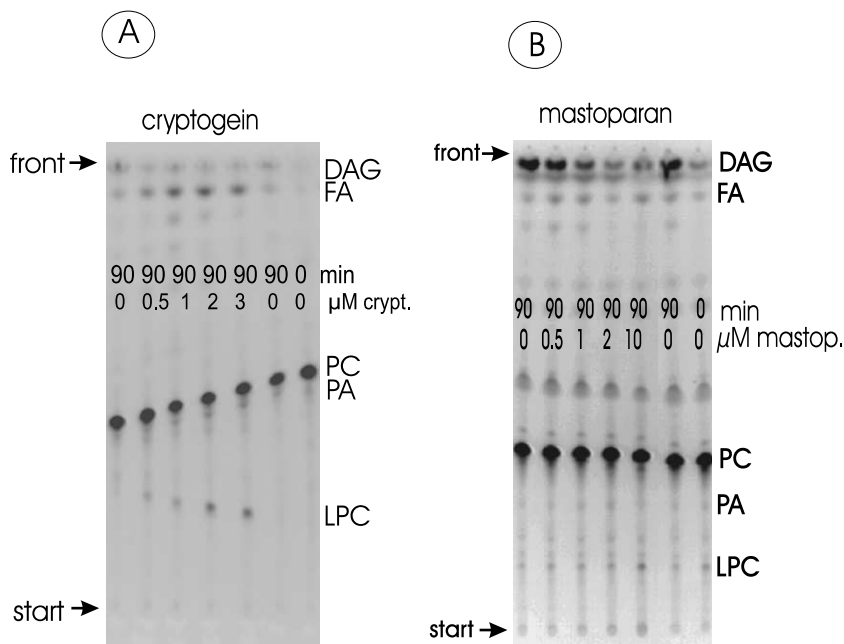 A
cryptogein
front
DAG
FA
90 90 90 90 90 90 0 min
0 0.5 1 2 3 0 0 µM crypt.
PC
PA
LPC
start
B
mastoparan
front
DAG
FA
90 90 90 90 90 90 0 min
0 0.5 1 2 10 0 0 µM mastop.
PC
PA
LPC
start